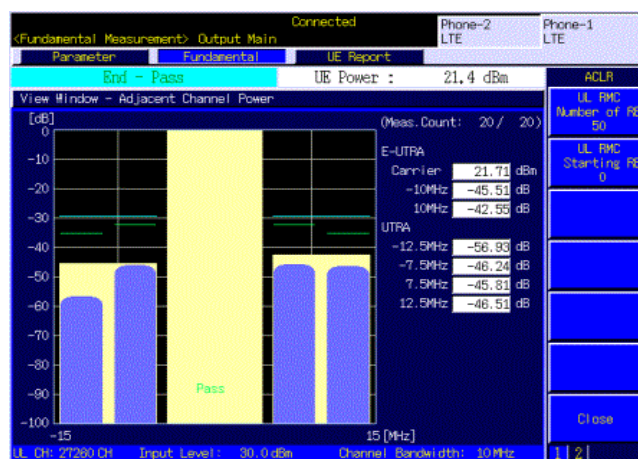 Connected
Phone-2
LTE
Phone-1
LTE
<Fundamental Measurement> Output Main
Parameter
Fundamental
UE Report
End - Pass
UE Power :
21.4 dBm
ACLR
View Window - Adjacent Channel Power
UL RMC
Number of RB
50
UL RMC
Starting RB
0
Close
1 2
[dB]
(Meas.Count: 20/ 20)
0
-10
-20
-30
-40
-50
-60
-70
-80
-90
-100
E-UTRA
Carrier 21.71 dBm
-10MHz -45.51 dB
10MHz -42.55 dB
UTRA
-12.5MHz -56.93 dB
-7.5MHz -46.24 dB
7.5MHz -45.81 dB
12.5MHz -46.51 dB
Pass
-15
15 [MHz]
UL CH: 27260 CH Input Level: 30.0 dBm Channel Bandwidth: 10 MHz